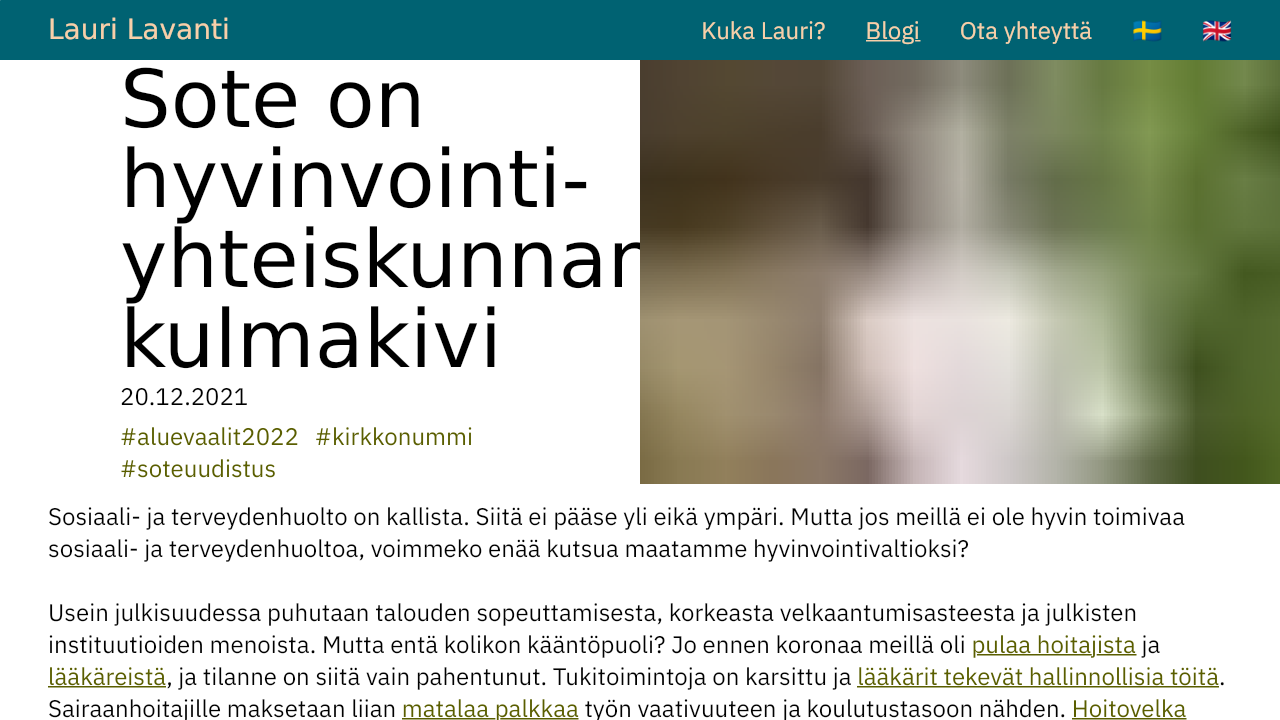 Lauri Lavanti
Kuka Lauri? Blogi Ota yhteyttä
Sote on
hyvinvointi-
yhteiskunnan
kulmakivi
20.12.2021
#aluevaalit2022 #kirkkonummi
#soteuudistus
Sosiaali- ja terveydenhuolto on kallista. Siitä ei pääse yli eikä ympäri. Mutta jos meillä ei ole hyvin toimivaa
sosiaali- ja terveydenhuoltoa, voimmeko enää kutsua maatamme hyvinvointivaltioksi?
Usein julkisuudessa puhutaan talouden sopeuttamisesta, korkeasta velkaantumisasteesta ja julkisten
instituutioiden menoista. Mutta entä kolikon kääntöpuoli? Jo ennen koronaa meillä oli pulaa hoitajista ja
lääkäreistä, ja tilanne on siitä vain pahentunut. Tukitoimintoja on karsittu ja lääkärit tekevät hallinnollisia töitä.
Sairaanhoitajille maksetaan liian matalaa palkkaa työn vaativuuteen ja koulutustasoon nähden. Hoitovelka